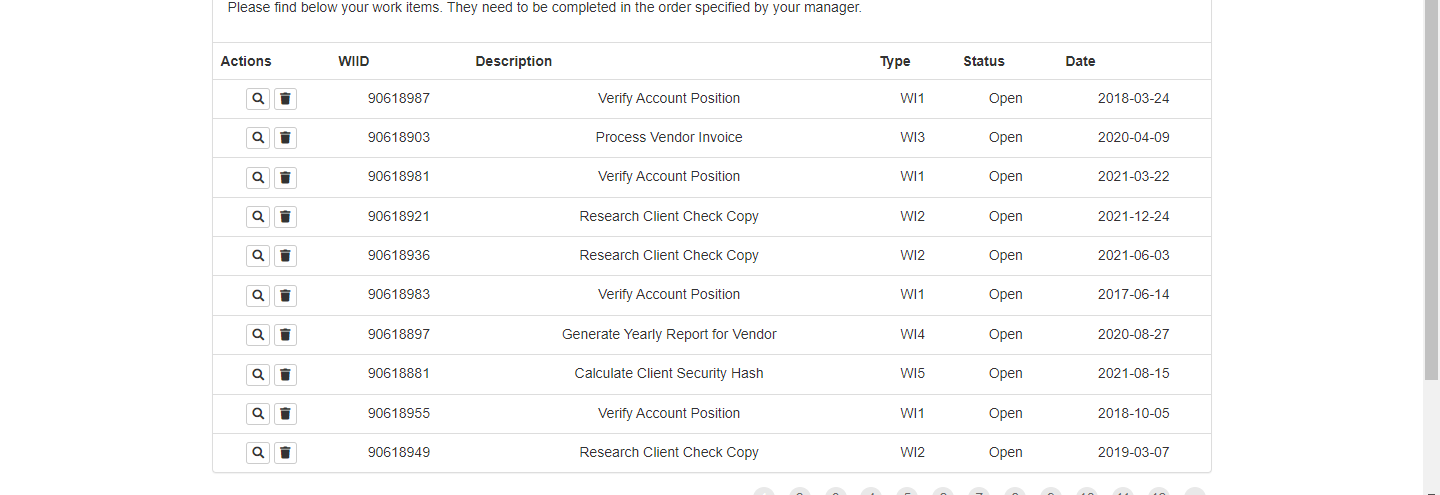 Please find below your work items. They need to be completed in the order specified by your manager.
Actions WIID Description Type Status Date
90618987 Verify Account Position WI1 Open 2018-03-24
90618903 Process Vendor Invoice WI3 Open 2020-04-09
90618981 Verify Account Position WI1 Open 2021-03-22
90618921 Research Client Check Copy WI2 Open 2021-12-24
90618936 Research Client Check Copy WI2 Open 2021-06-03
90618983 Verify Account Position WI1 Open 2017-06-14
90618897 Generate Yearly Report for Vendor WI4 Open 2020-08-27
90618881 Calculate Client Security Hash WI5 Open 2021-08-15
90618955 Verify Account Position WI1 Open 2018-10-05
90618949 Research Client Check Copy WI2 Open 2019-03-07